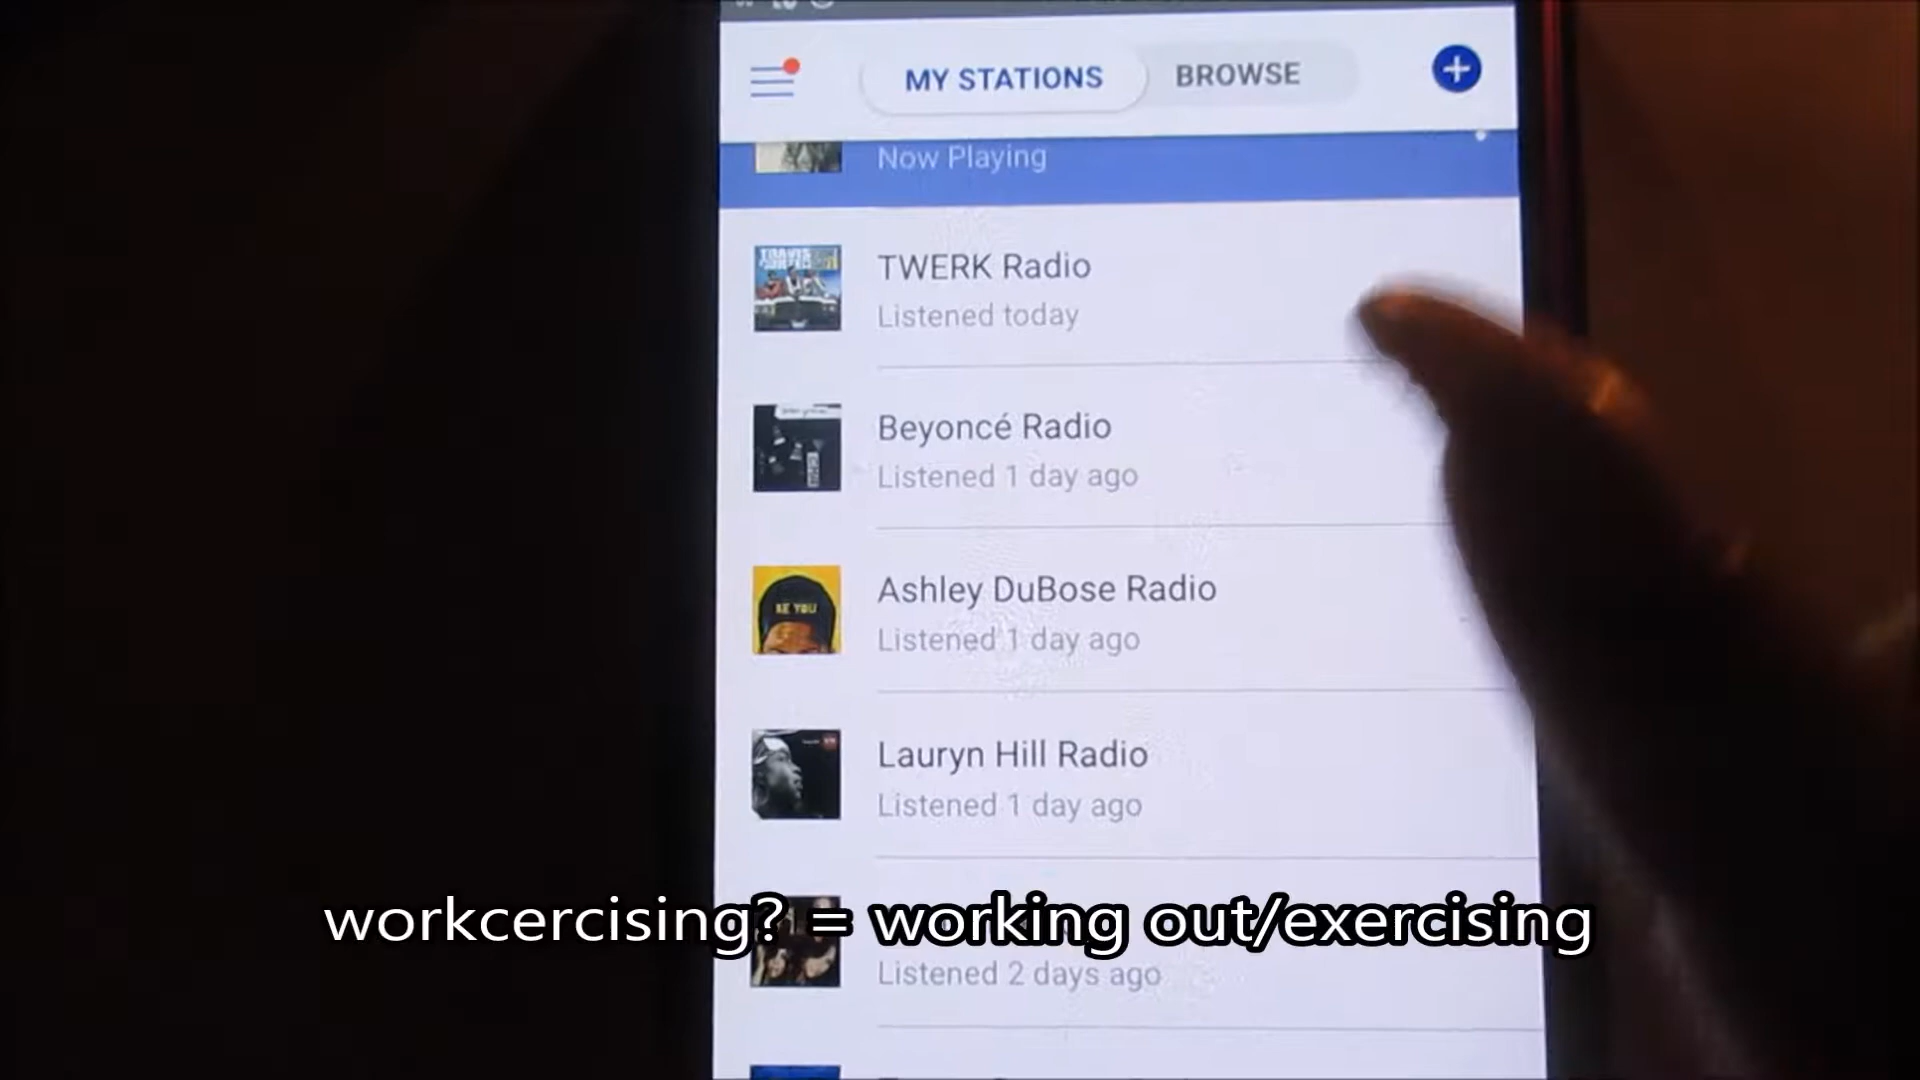 MY STATIONS
BROWSE
Now Playing
TWERK Radio
Listened today
Beyoncé Radio
Listened 1 day ago
Ashley DuBose Radio
Listened 1 day ago
Lauryn Hill Radio
Listened 1 day ago
workcercising? = working out/exercising
Listened 2 days ago